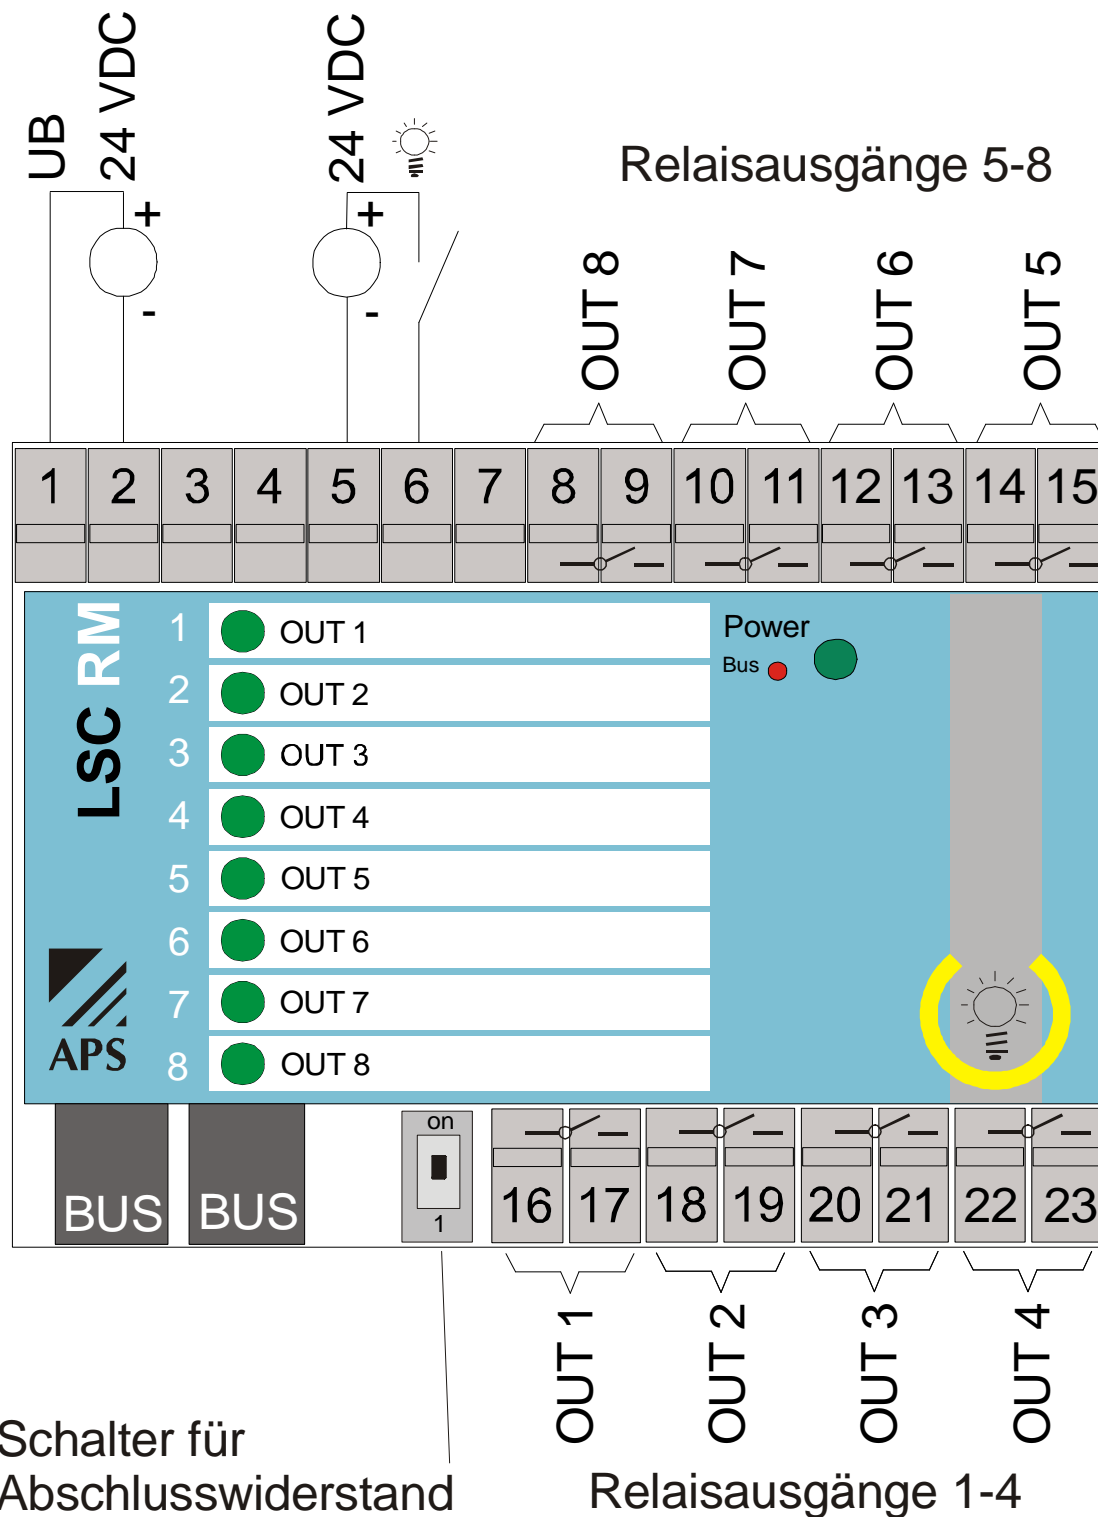 UB
24 VDC
24 VDC
+
-
+
-
Relaisausgänge 5-8
OUT 8
OUT 7
OUT 6
OUT 5
1 2 3 4 5 6 7 8 9 10 11 12 13 14 15
LSC RM
1 OUT 1
2 OUT 2
3 OUT 3
4 OUT 4
5 OUT 5
6 OUT 6
7 OUT 7
8 OUT 8
Power
Bus
APS
BUS
BUS
on
1
16 17 18 19 20 21 22 23
OUT 1
OUT 2
OUT 3
OUT 4
Schalter für
Abschlusswiderstand
Relaisausgänge 1-4